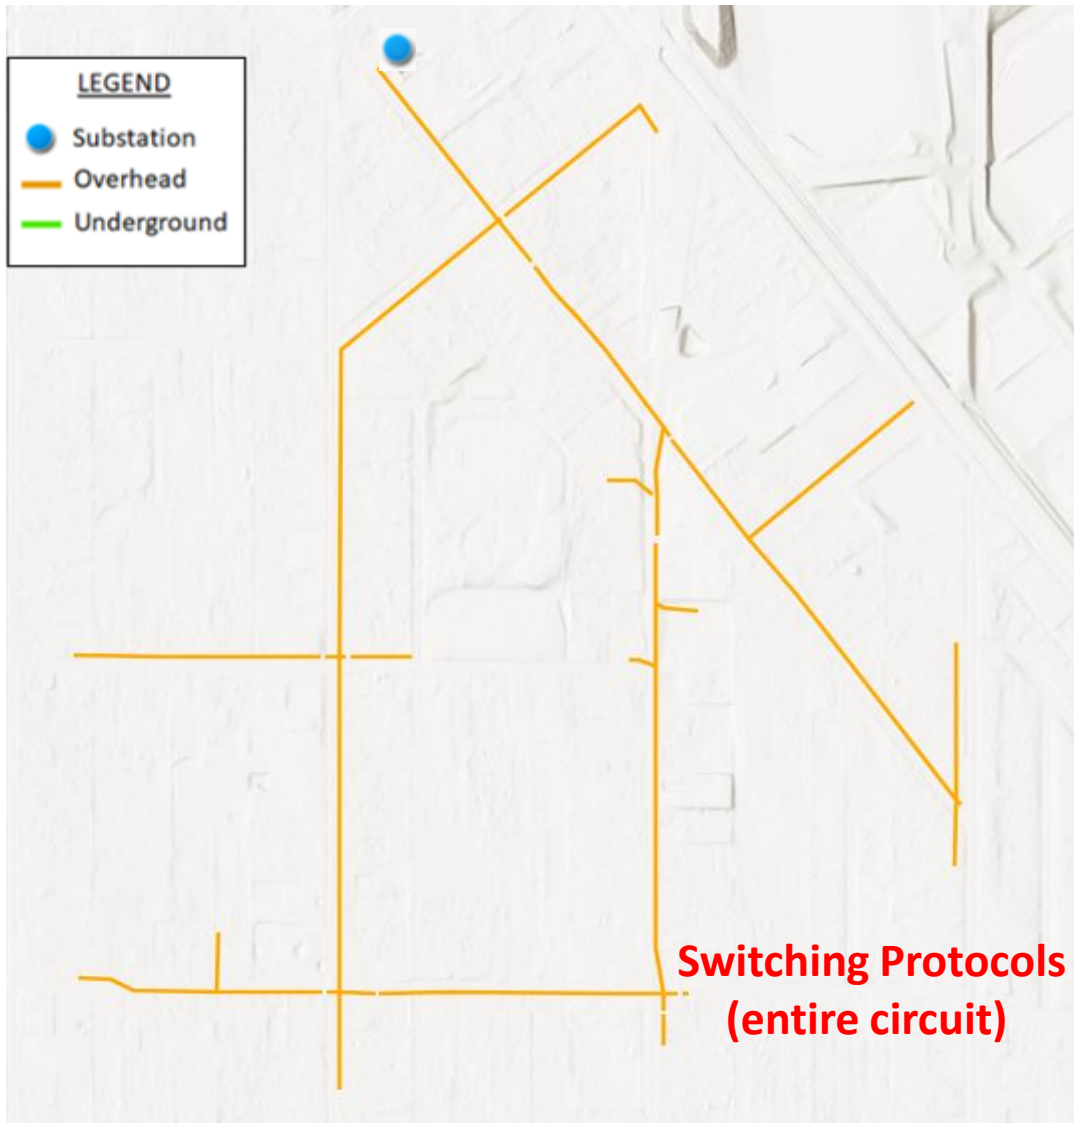 LEGEND
Substation
Overhead
Underground
Switching Protocols
(entire circuit)